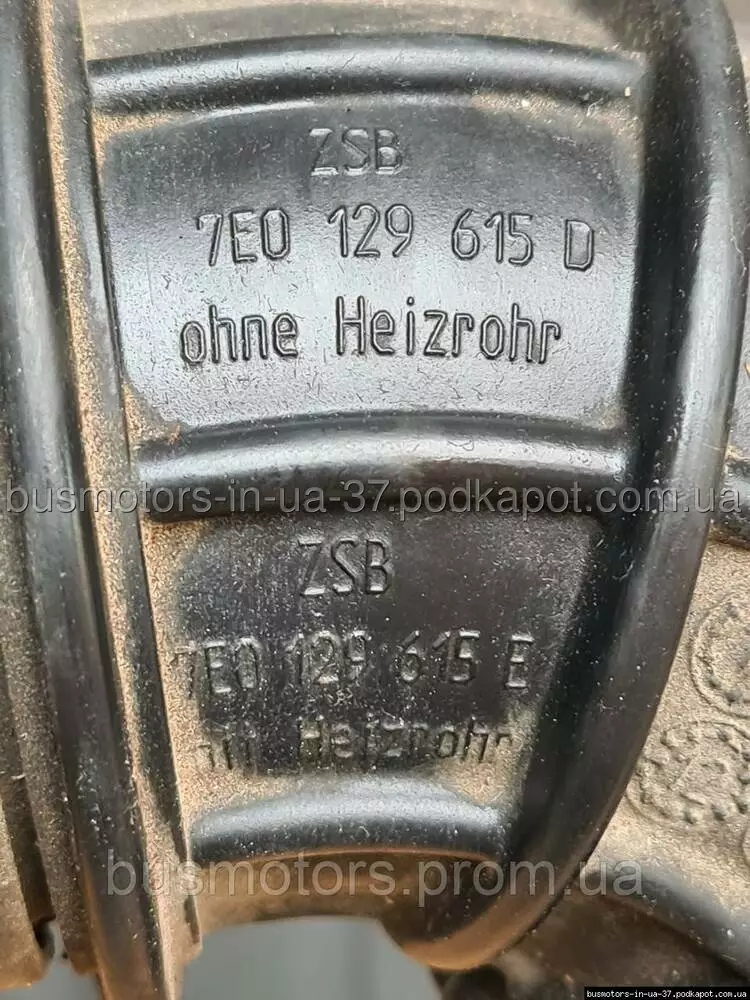 ZSB
7E0 129 615 D
ohne Heizrohr
busmotors-in-ua-37.podkapot.com.ua
ZSB
7E0 129 615 E
Heizrohr
busmotors.prom.ua
busmotors-in-ua-37.podkapot.com.ua